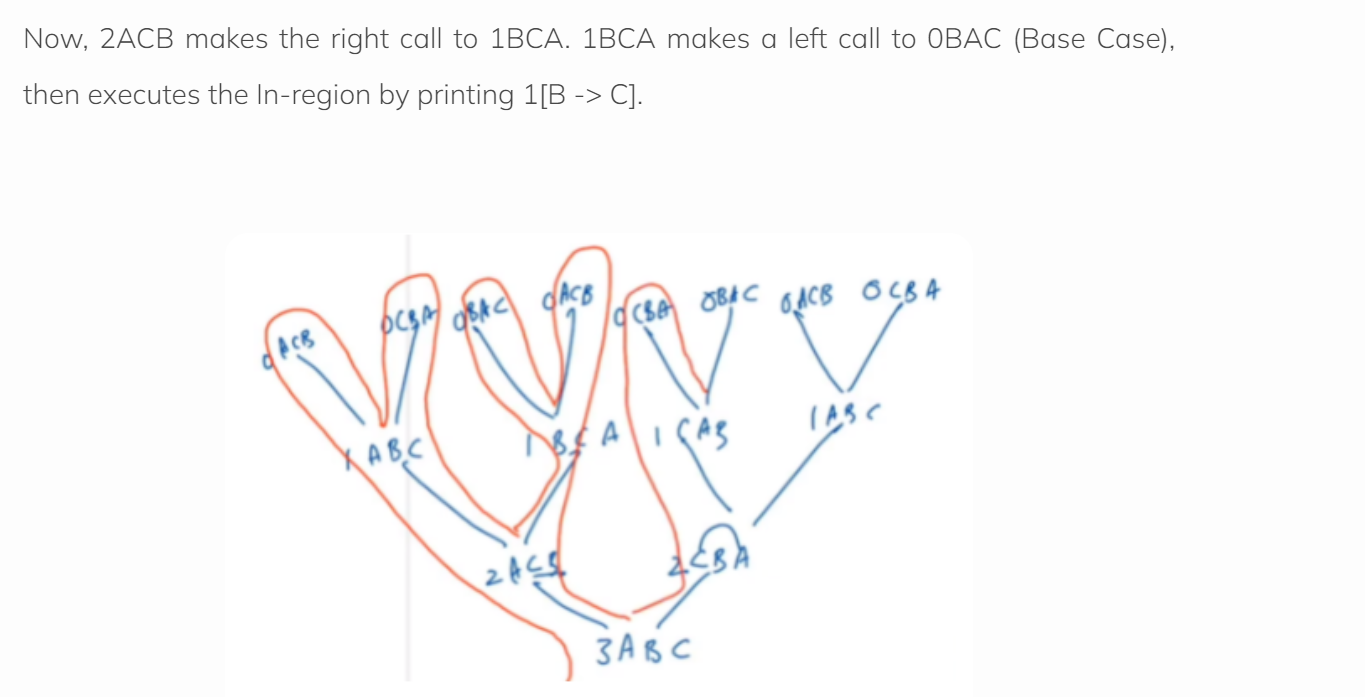 Now, 2ACB makes the right call to 1BCA. 1BCA makes a left call to 0BAC (Base Case),
then executes the In-region by printing 1[B -> C].
0ACB 0CBA 0BAC 0ACB 0CBA 0BAC 0ACB 0CBA
1ABC 1BCA 1CAB 1ABC
2ACB 2CBA
3ABC